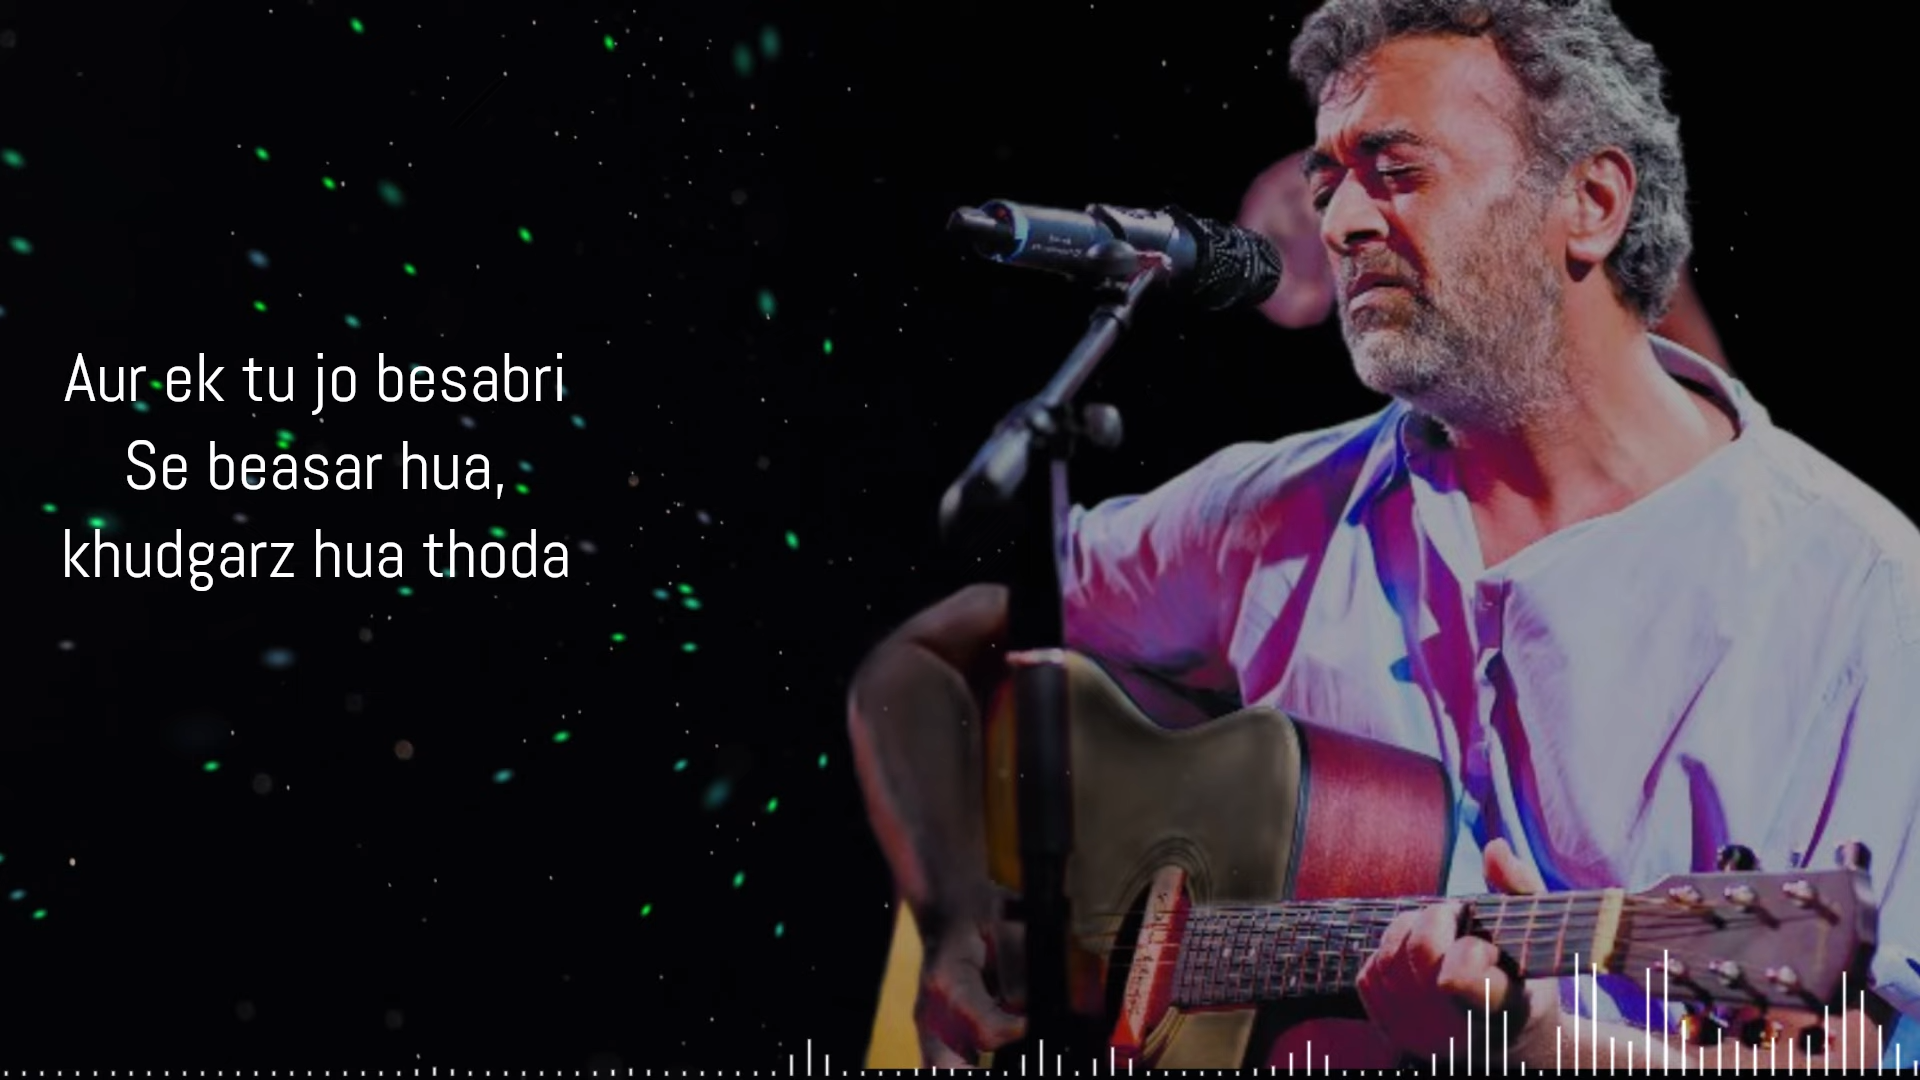 Aur ek tu jo besabri
Se beasar hua,
khudgarz hua thoda